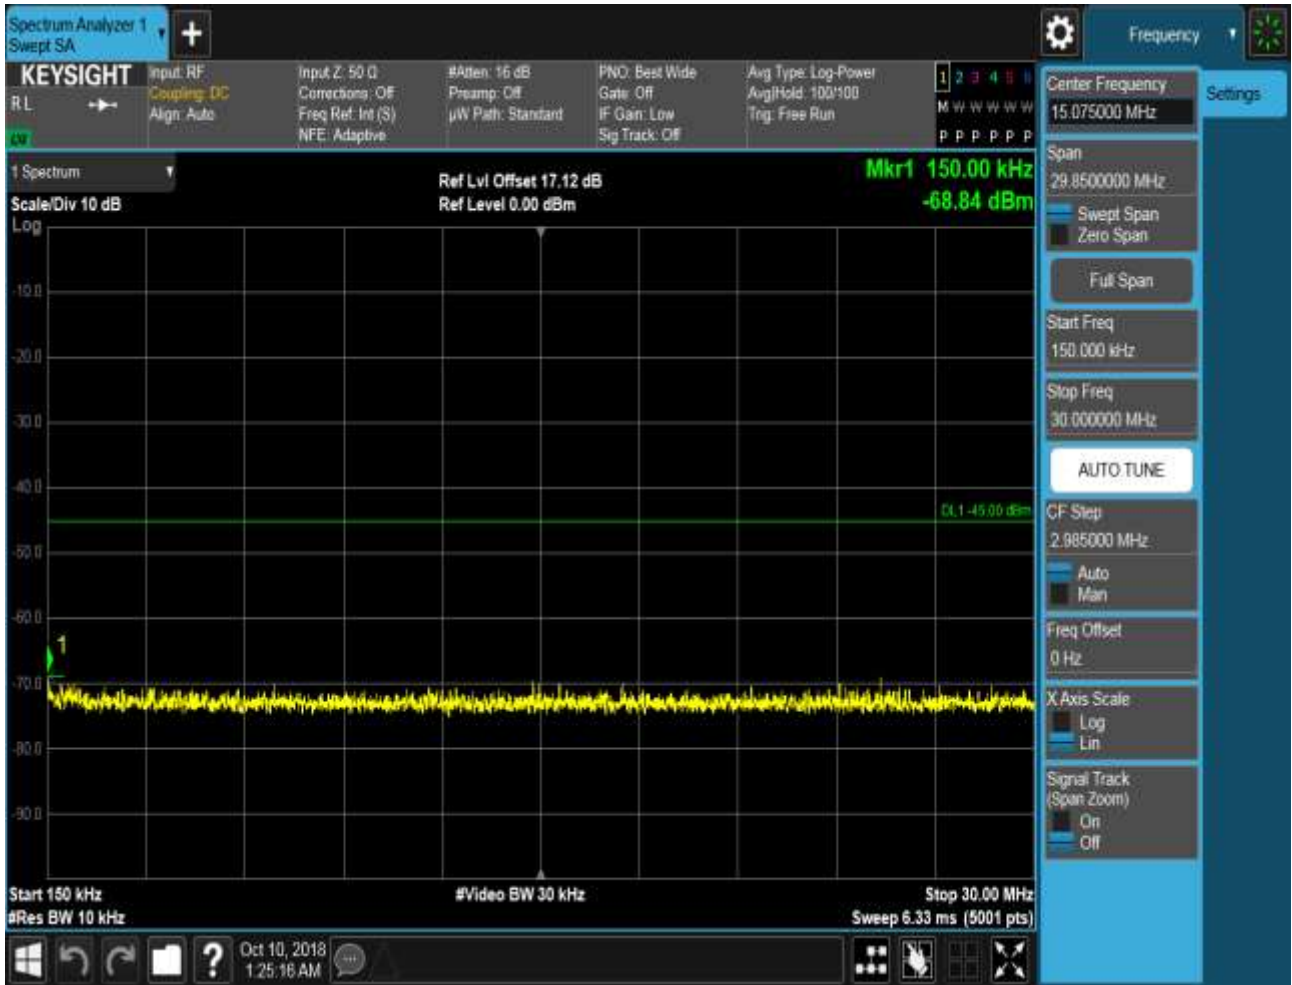 Spectrum Analyzer 1
Swept SA
Frequency
KEYSIGHT
RL
LW
Input: RF
Coupling: DC
Align: Auto
Input Z: 50 Ω
Corrections: Off
Freq Ref: Int (S)
NFE: Adaptive
#Atten: 16 dB
Preamp: Off
µW Path: Standard
PNO: Best Wide
Gate: Off
IF Gain: Low
Sig Track: Off
Avg Type: Log-Power
Avg|Hold: 100/100
Trig: Free Run
1 2 3 4 5 6
M W W W W W
P P P P P P
1 Spectrum
Scale/Div 10 dB
Log
Ref Lvl Offset 17.12 dB
Ref Level 0.00 dBm
Mkr1 150.00 kHz
-68.84 dBm
-10.0
-20.0
-30.0
-40.0
DL1 -45.00 dBm
-50.0
-60.0
1
-70.0
-80.0
-90.0
Start 150 kHz
#Video BW 30 kHz
Stop 30.00 MHz
#Res BW 10 kHz
Sweep 6.33 ms (5001 pts)
?
Oct 10, 2018
1:25:16 AM
Center Frequency
15.075000 MHz
Settings
Span
29.8500000 MHz
Swept Span
Zero Span
Full Span
Start Freq
150.000 kHz
Stop Freq
30.000000 MHz
AUTO TUNE
CF Step
2.985000 MHz
Auto
Man
Freq Offset
0 Hz
X Axis Scale
Log
Lin
Signal Track
(Span Zoom)
On
Off